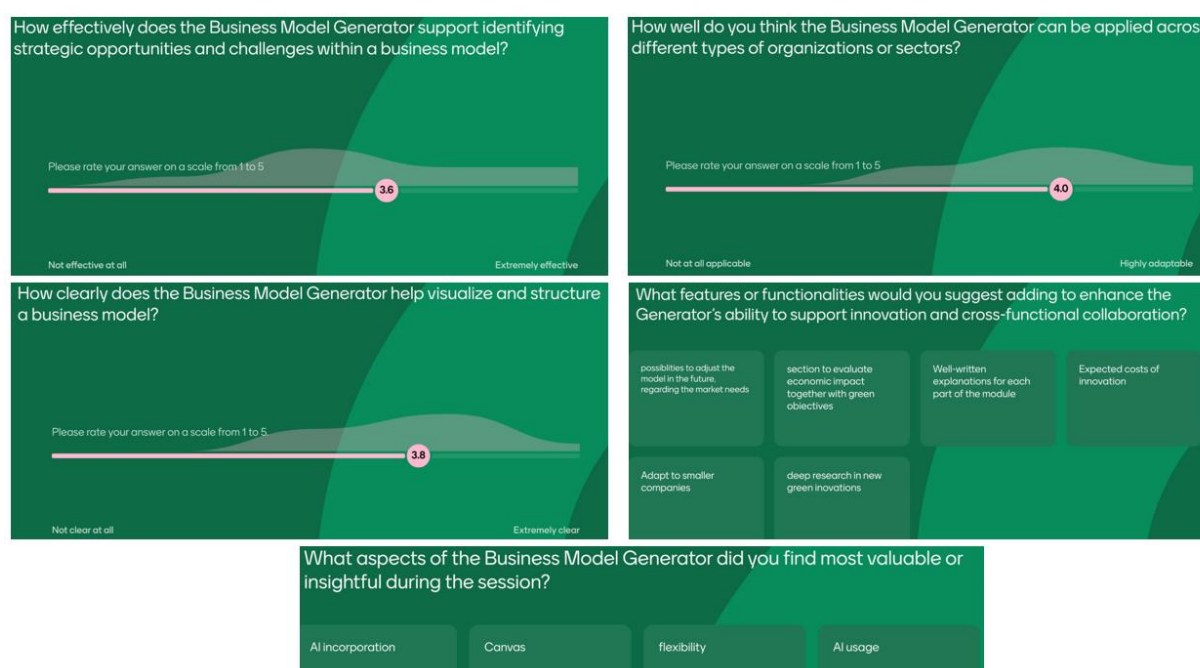 How effectively does the Business Model Generator support identifying
strategic opportunities and challenges within a business model?
Please rate your answer on a scale from 1 to 5
3.6
Not effective at all
Extremely effective
How well do you think the Business Model Generator can be applied acros
different types of organizations or sectors?
Please rate your answer on a scale from 1 to 5
4.0
Not at all applicable
Highly adaptable
How clearly does the Business Model Generator help visualize and structure
a business model?
Please rate your answer on a scale from 1 to 5.
3.8
Not clear at all
Extremely clear
What features or functionalities would you suggest adding to enhance the
Generator's ability to support innovation and cross-functional collaboration?
possiblities to adjust the
model in the future,
regarding the market needs
section to evaluate
economic impact
together with green
obiectives
Well-written
explanations for each
part of the module
Expected costs of
innovation
Adapt to smaller
companies
deep research in new
green inovations
What aspects of the Business Model Generator did you find most valuable or
insightful during the session?
AI incorporation
Canvas
flexibility
AI usage